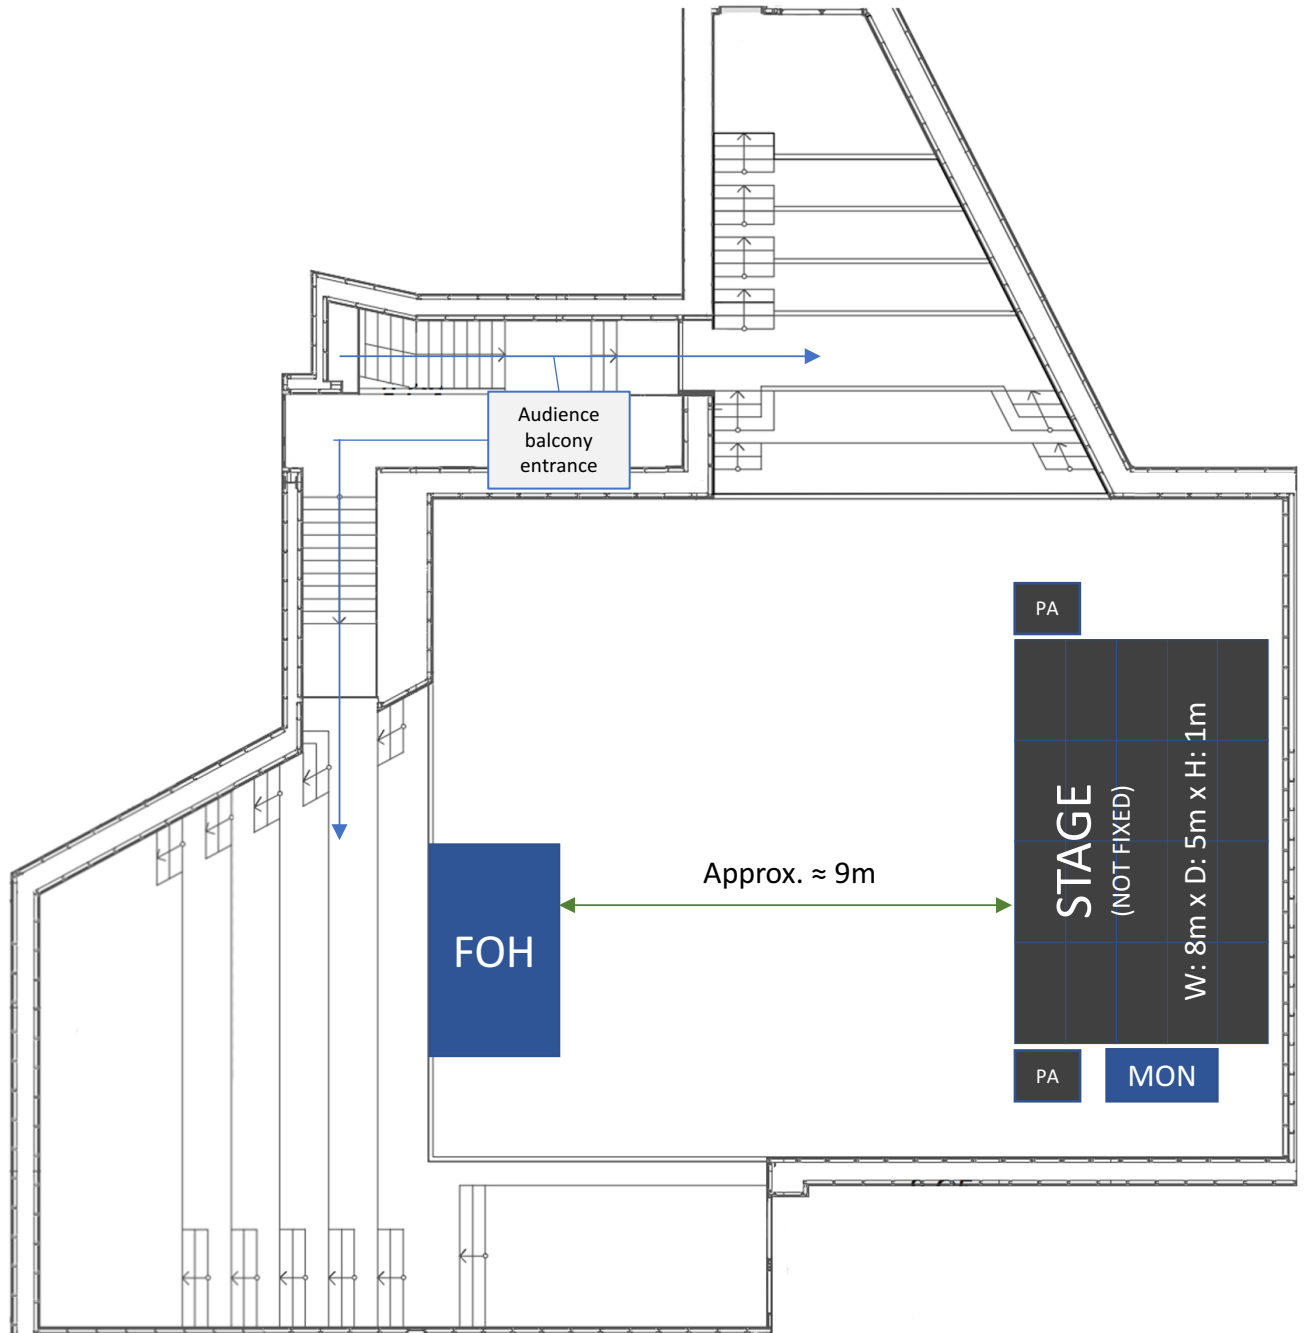 Audience
balcony
entrance
PA
STAGE
(NOT FIXED)
W: 8m x D: 5m x H: 1m
Approx. ≈ 9m
FOH
PA
MON